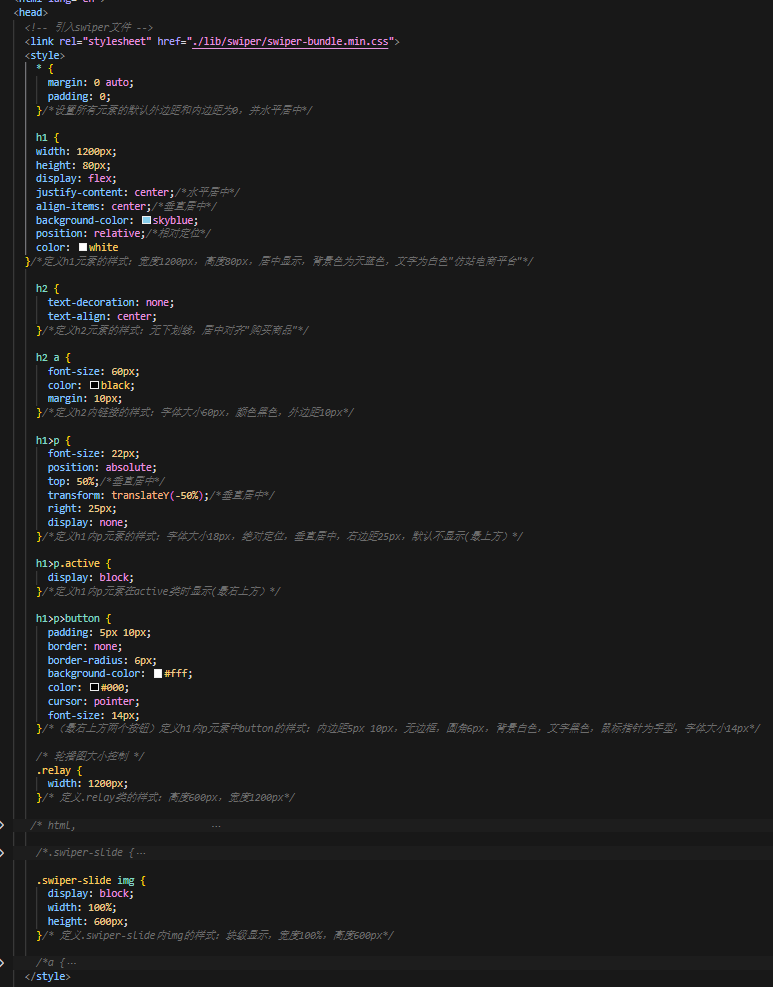 <head>
<!-- 引入swiper文件 -->
<link rel="stylesheet" href="./lib/swiper/swiper-bundle.min.css">
<style>
* {
margin: 0 auto;
padding: 0;
}/*设置所有元素的默认外边距和内边距为0，并水平居中*/
h1 {
width: 1200px;
height: 80px;
display: flex;
justify-content: center;/*水平居中*/
align-items: center;/*垂直居中*/
background-color: skyblue;
position: relative;/*相对定位*/
color: white
}/*定义h1元素的样式：宽度1200px，高度80px，居中显示，背景色为天蓝色，文字为白色"仿站电商平台"*/
h2 {
text-decoration: none;
text-align: center;
}/*定义h2元素的样式：无下划线，居中对齐"购买商品"*/
h2 a {
font-size: 60px;
color: black;
margin: 10px;
}/*定义h2内链接的样式：字体大小60px，颜色黑色，外边距10px*/
h1>p {
font-size: 22px;
position: absolute;
top: 50%;/*垂直居中*/
transform: translateY(-50%);/*垂直居中*/
right: 25px;
display: none;
}/*定义h1内p元素的样式：字体大小18px，绝对定位，垂直居中，右边距25px，默认不显示(最上方）*/
h1>p.active {
display: block;
}/*定义h1内p元素在active类时显示(最右上方）*/
h1>p>button {
padding: 5px 10px;
border: none;
border-radius: 6px;
background-color: #fff;
color: #000;
cursor: pointer;
font-size: 14px;
}/*（最右上方两个按钮）定义h1内p元素中button的样式：内边距5px 10px，无边框，圆角6px，背景白色，文字黑色，鼠标指针为手型，字体大小14px*/
/* 轮播图大小控制 */
.relay {
width: 1200px;
}/* 定义.relay类的样式：高度600px，宽度1200px*/
/* html, ⋯
/*.swiper-slide {⋯
.swiper-slide img {
display: block;
width: 100%;
height: 600px;
}/* 定义.swiper-slide内img的样式：块级显示，宽度100%，高度600px*/
/*a {⋯
</style>